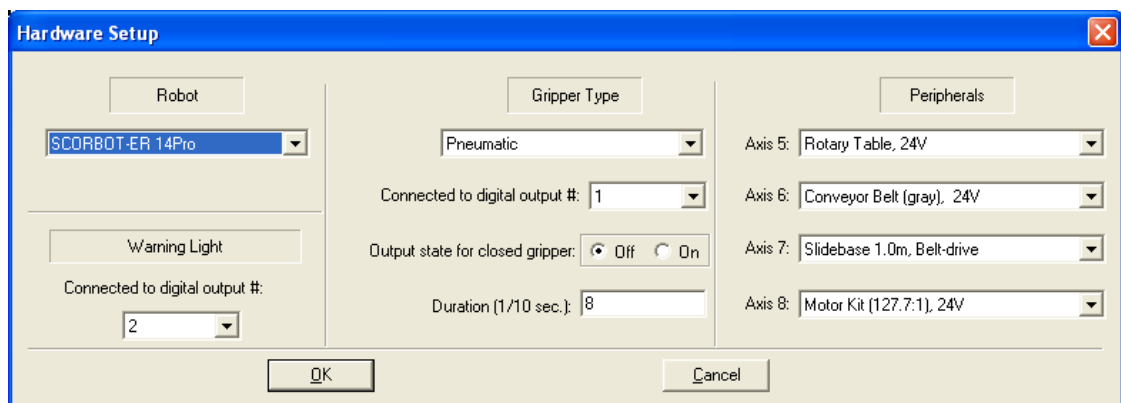 Hardware Setup
Robot
SCORBOT-ER 14Pro
Warning Light
Connected to digital output #:
2
Gripper Type
Pneumatic
Connected to digital output #: 1
Output state for closed gripper: Off On
Duration (1/10 sec.): 8
Peripherals
Axis 5: Rotary Table, 24V
Axis 6: Conveyor Belt (gray), 24V
Axis 7: Slidebase 1.0m, Belt-drive
Axis 8: Motor Kit (127.7:1), 24V
OK
Cancel